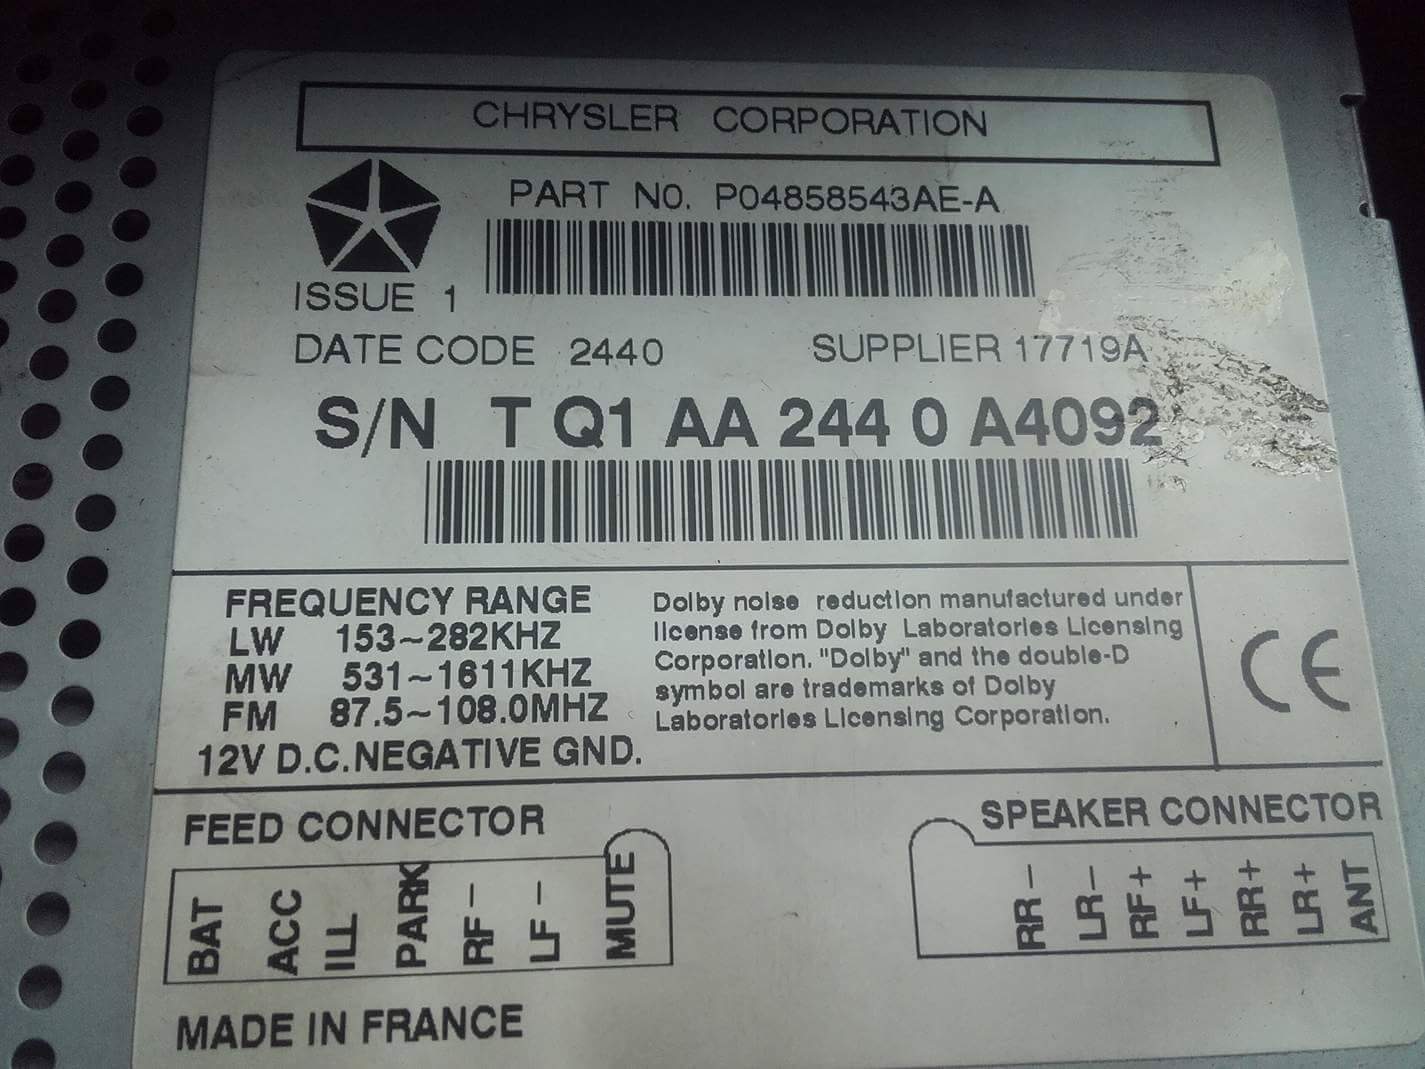 CHRYSLER CORPORATION
PART NO. P04858543AE-A
ISSUE 1
DATE CODE 2440 SUPPLIER 17719A
S/N T Q1 AA 244 0 A4092
FREQUENCY RANGE
LW 153~282KHZ
MW 531~1611KHZ
FM 87.5~108.0MHZ
12V D.C.NEGATIVE GND.
Dolby noise reduction manufactured under
license from Dolby Laboratories Licensing
Corporation. "Dolby" and the double-D
symbol are trademarks of Dolby
Laboratories Licensing Corporation.
CE
FEED CONNECTOR
BAT ACC ILL PARK RF- LF- MUTE
SPEAKER CONNECTOR
RR- LR- RF+ LF+ RR+ LR+ ANT
MADE IN FRANCE